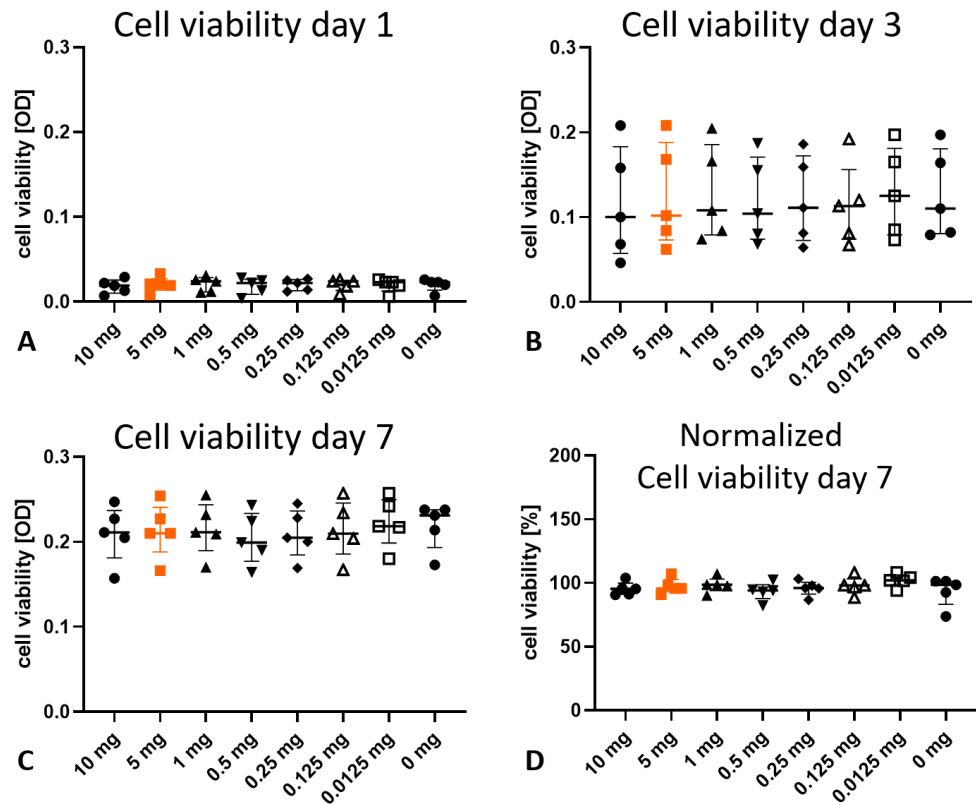 Cell viability day 1
cell viability [OD]
0.3
0.2
0.1
0.0
10 mg
5 mg
1 mg
0.5 mg
0.25 mg
0.125 mg
0.0125 mg
0 mg
A
Cell viability day 3
cell viability [OD]
0.3
0.2
0.1
0.0
10 mg
5 mg
1 mg
0.5 mg
0.25 mg
0.125 mg
0.0125 mg
0 mg
B
Cell viability day 7
cell viability [OD]
0.3
0.2
0.1
0.0
10 mg
5 mg
1 mg
0.5 mg
0.25 mg
0.125 mg
0.0125 mg
0 mg
C
Normalized
Cell viability day 7
cell viability [%]
200
150
100
50
0
10 mg
5 mg
1 mg
0.5 mg
0.25 mg
0.125 mg
0.0125 mg
0 mg
D